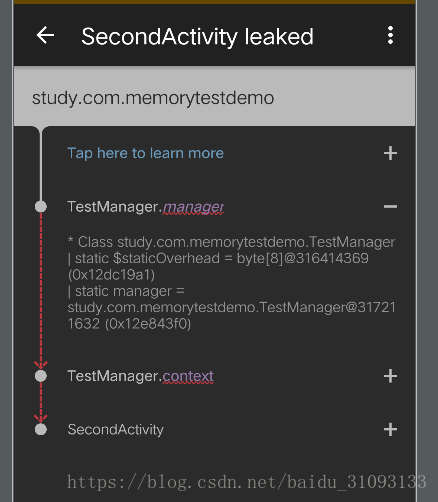 SecondActivity leaked
study.com.memorytestdemo
Tap here to learn more
TestManager.manager
* Class study.com.memorytestdemo.TestManager
| static $staticOverhead = byte[8]@316414369
(0x12dc19a1)
| static manager =
study.com.memorytestdemo.TestManager@31721
1632 (0x12e843f0)
TestManager.context
SecondActivity
https://blog.csdn.net/baidu_31093133